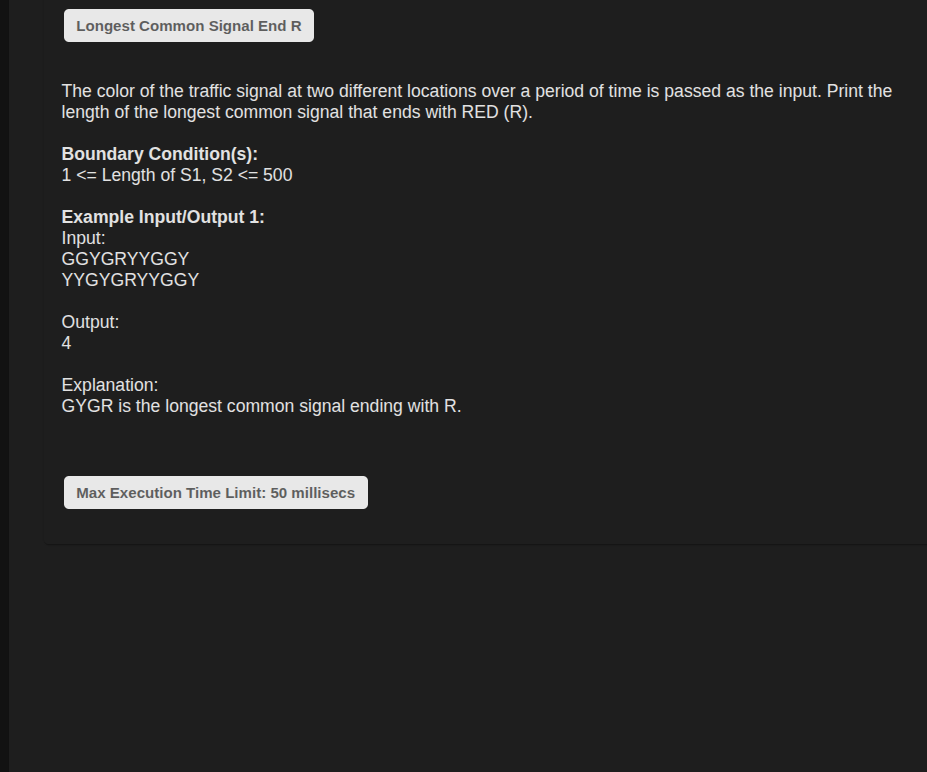 Longest Common Signal End R
The color of the traffic signal at two different locations over a period of time is passed as the input. Print the
length of the longest common signal that ends with RED (R).
Boundary Condition(s):
1 <= Length of S1, S2 <= 500
Example Input/Output 1:
Input:
GGYGRYYGGY
YYGYGRYYGGY
Output:
4
Explanation:
GYGR is the longest common signal ending with R.
Max Execution Time Limit: 50 millisecs